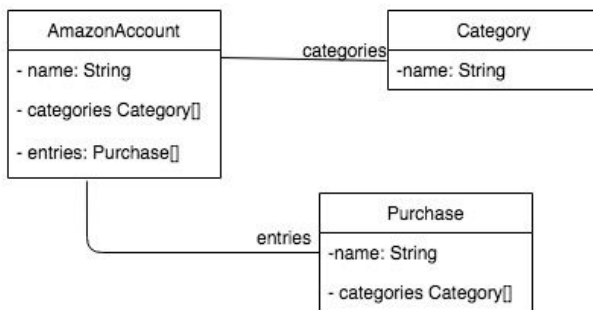 AmazonAccount
- name: String
- categories Category[]
- entries: Purchase[]
categories
Category
-name: String
entries
Purchase
-name: String
- categories Category[]